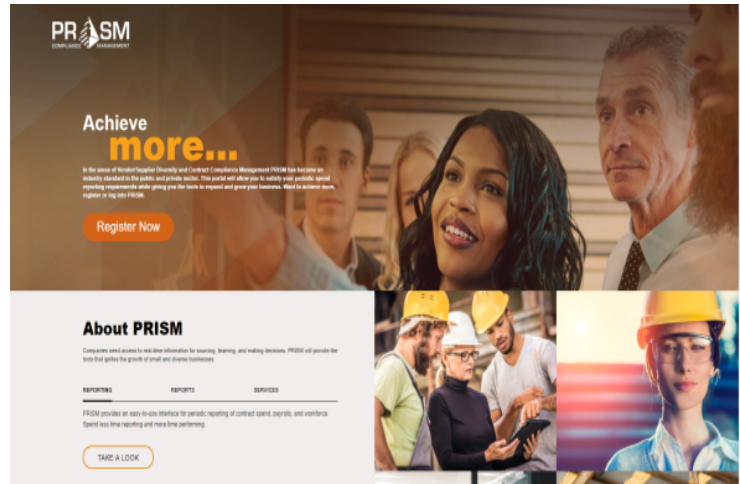 PRISM
COMPLIANCE MANAGEMENT
Achieve
more...
In the areas of Vendor/Supplier Diversity and Contract Compliance Management PRISM has become an
industry standard in the public and private sector. This portal will allow you to satisfy your periodic spend
reporting requirements while giving you the tools to expand and grow your business. Want to achieve more,
register or log into PRISM.
Register Now
About PRISM
Companies need access to real-time information for sourcing, learning, and making decisions. PRISM will provide the
tools that ignites the growth of small and diverse businesses.
REPORTING REPORTS SERVICES
PRISM provides an easy-to-use interface for periodic reporting of contract spend, payrolls, and workforce.
Spend less time reporting and more time performing.
TAKE A LOOK